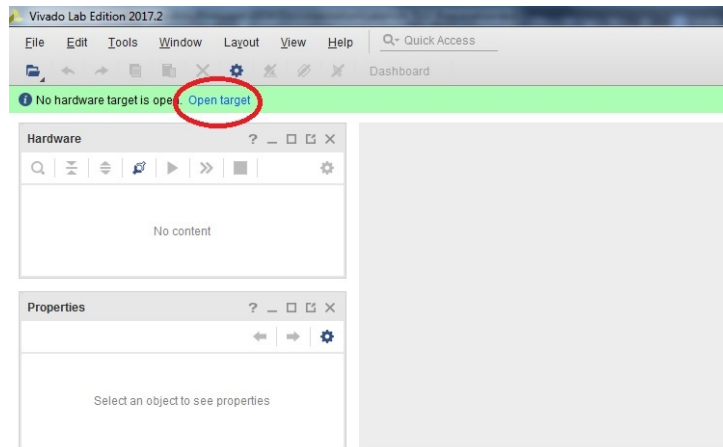 Vivado Lab Edition 2017.2
File Edit Tools Window Layout View Help Q- Quick Access
Dashboard
No hardware target is open. Open target
Hardware ? _ X
No content
Properties ? _ X
Select an object to see properties